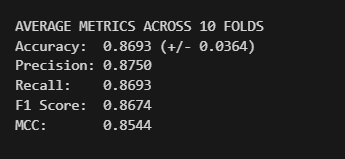 AVERAGE METRICS ACROSS 10 FOLDS
Accuracy:  0.8693 (+/- 0.0364)
Precision: 0.8750
Recall:    0.8693
F1 Score:  0.8674
MCC:       0.8544